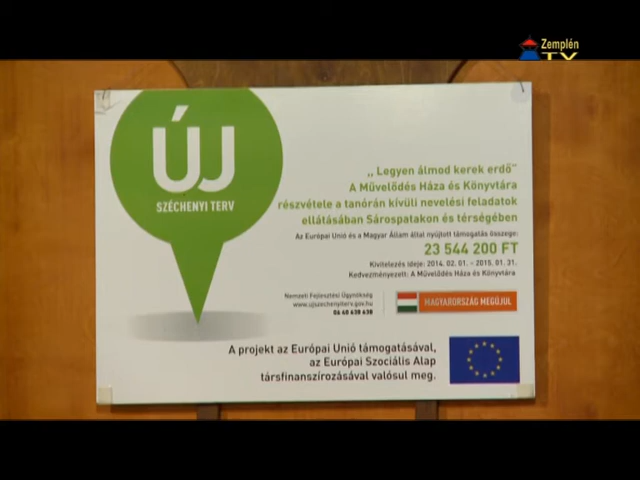 Zemplén
TV
ÚJ
SZÉCHENYI TERV
,, Legyen álmod kerek erdő"
A Művelődés Háza és Könyvtára
részvétele a tanórán kívüli nevelési feladatok
ellátásában Sárospatakon és térségében
Az Európai Unió és a Magyar Állam által nyújtott támogatás összege:
23 544 200 FT
Kivitelezés ideje: 2014. 02. 01. - 2015. 01. 31.
Kedvezményezett: A Művelődés Háza és Könyvtára
Nemzeti Fejlesztési Ügynökség
www.ujszechenyiterv.gov.hu
06 40 638 638
MAGYARORSZÁG MEGÚJUL
A projekt az Európai Unió támogatásával,
az Európai Szociális Alap
társfinanszírozásával valósul meg.